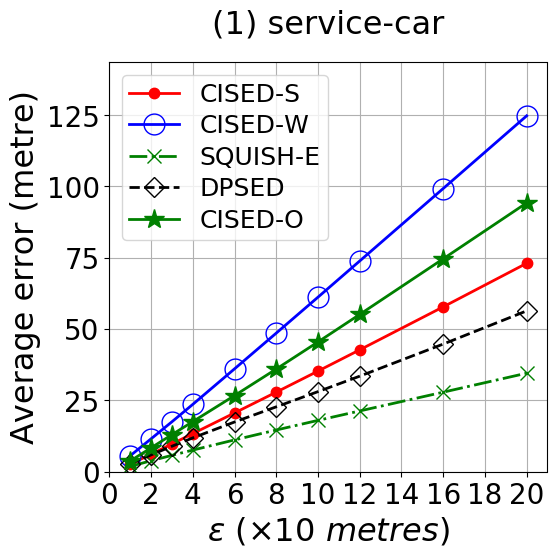 (1) service-car
Average error (metre)
125
100
75
50
25
0
CISED-S
CISED-W
SQUISH-E
DPSED
CISED-O
0 2 4 6 8 10 12 14 16 18 20
ε (×10 metres)